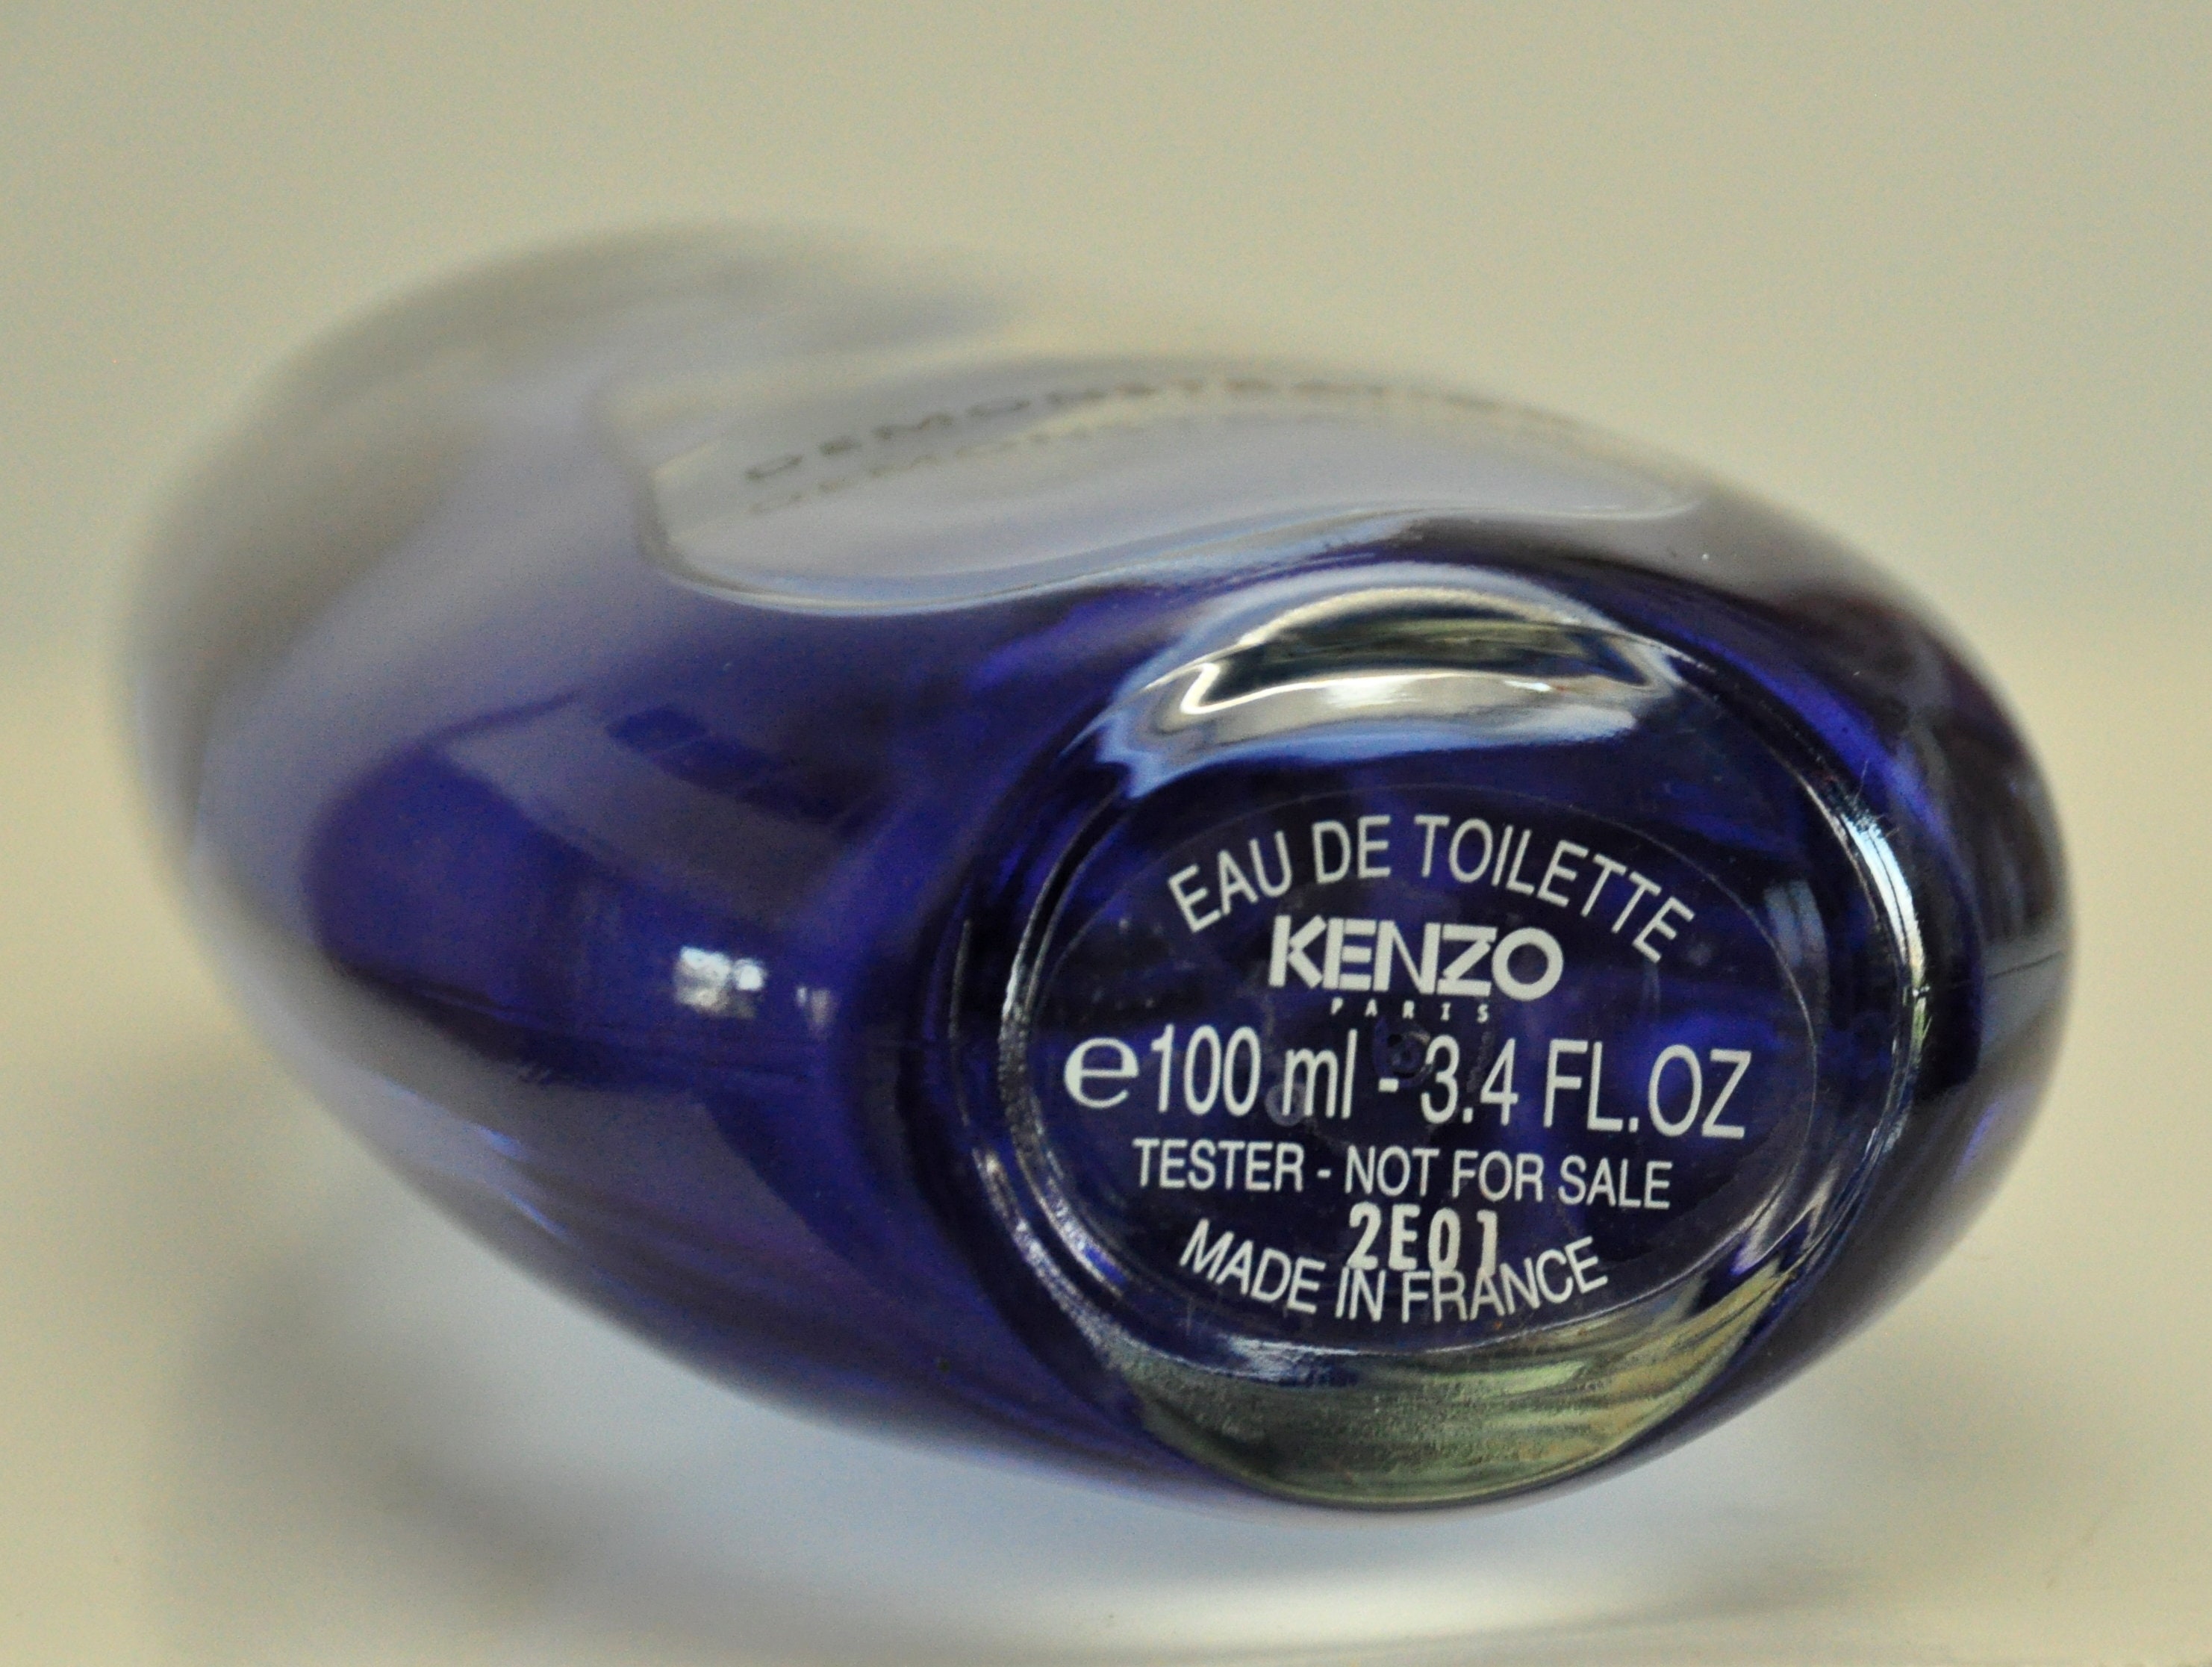 DEMONSTRATION
EAU DE TOILETTE
KENZO
PARIS
e100 ml - 3.4 FL.OZ
TESTER - NOT FOR SALE
2E01
MADE IN FRANCE